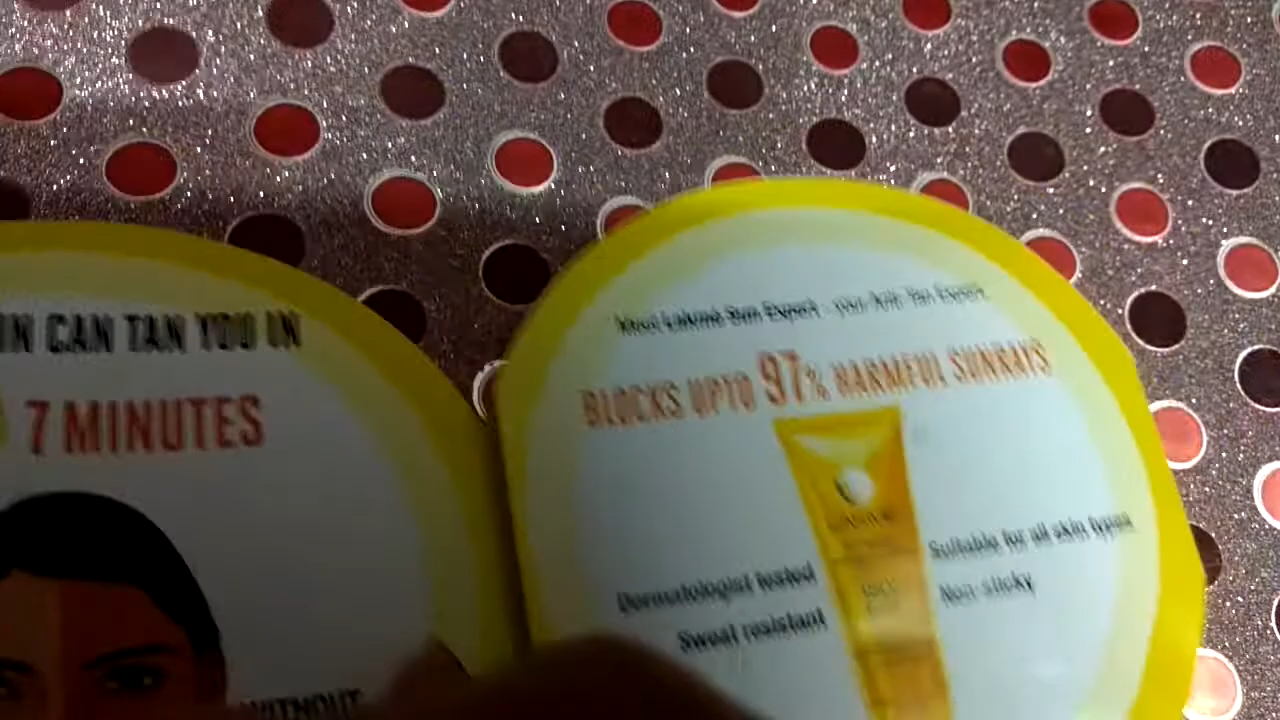 IN CAN TAN YOU IN
7 MINUTES
WITHOUT
Meet Lakmé Sun Expert - your Anti-Tan Expert
BLOCKS UPTO 97% HARMFUL SUNRAYS
Dermatologist tested
Sweat resistant
Suitable for all skin types
Non-sticky